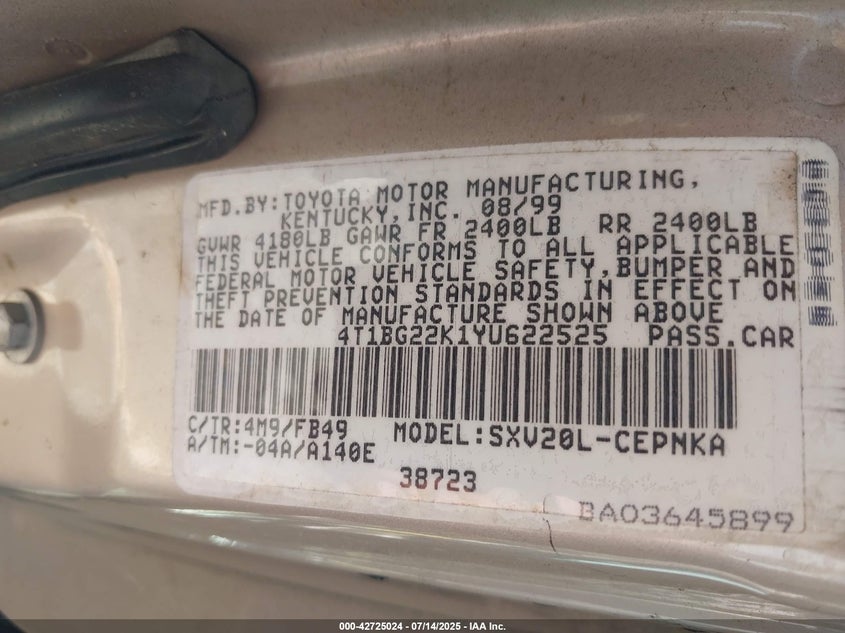 MFD.BY:TOYOTA MOTOR MANUFACTURING,
KENTUCKY,INC. 08/99
GVWR 4180LB GAWR FR 2400LB RR 2400LB
THIS VEHICLE CONFORMS TO ALL APPLICABLE
FEDERAL MOTOR VEHICLE SAFETY,BUMPER AND
THEFT PREVENTION STANDARDS IN EFFECT ON
THE DATE OF MANUFACTURE SHOWN ABOVE
4T1BG22K1YU622525 PASS.CAR
C/TR:4M9/FB49 MODEL:SXV20L-CEPNKA
A/TM:-04A/A140E
38723
BA03645899
000-42725024 | 07/14/2025 | IAA Inc.